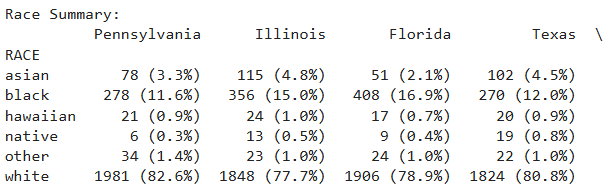 Race Summary:
Pennsylvania Illinois Florida Texas \
RACE
asian 78 (3.3%) 115 (4.8%) 51 (2.1%) 102 (4.5%)
black 278 (11.6%) 356 (15.0%) 408 (16.9%) 270 (12.0%)
hawaiian 21 (0.9%) 24 (1.0%) 17 (0.7%) 20 (0.9%)
native 6 (0.3%) 13 (0.5%) 9 (0.4%) 19 (0.8%)
other 34 (1.4%) 23 (1.0%) 24 (1.0%) 22 (1.0%)
white 1981 (82.6%) 1848 (77.7%) 1906 (78.9%) 1824 (80.8%)